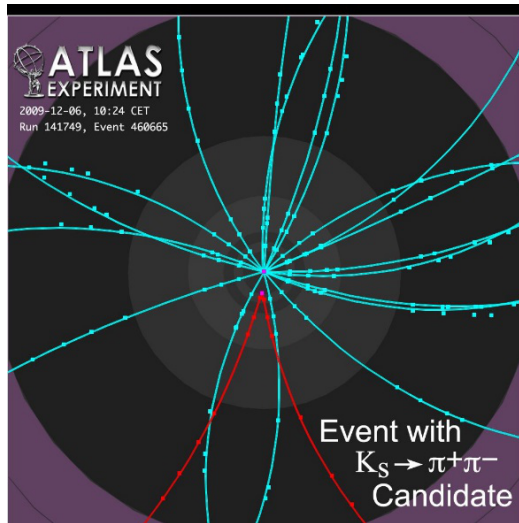 ATLAS
EXPERIMENT
2009-12-06, 10:24 CET
Run 141749, Event 460665
Event with
K_S → π⁺π⁻
Candidate